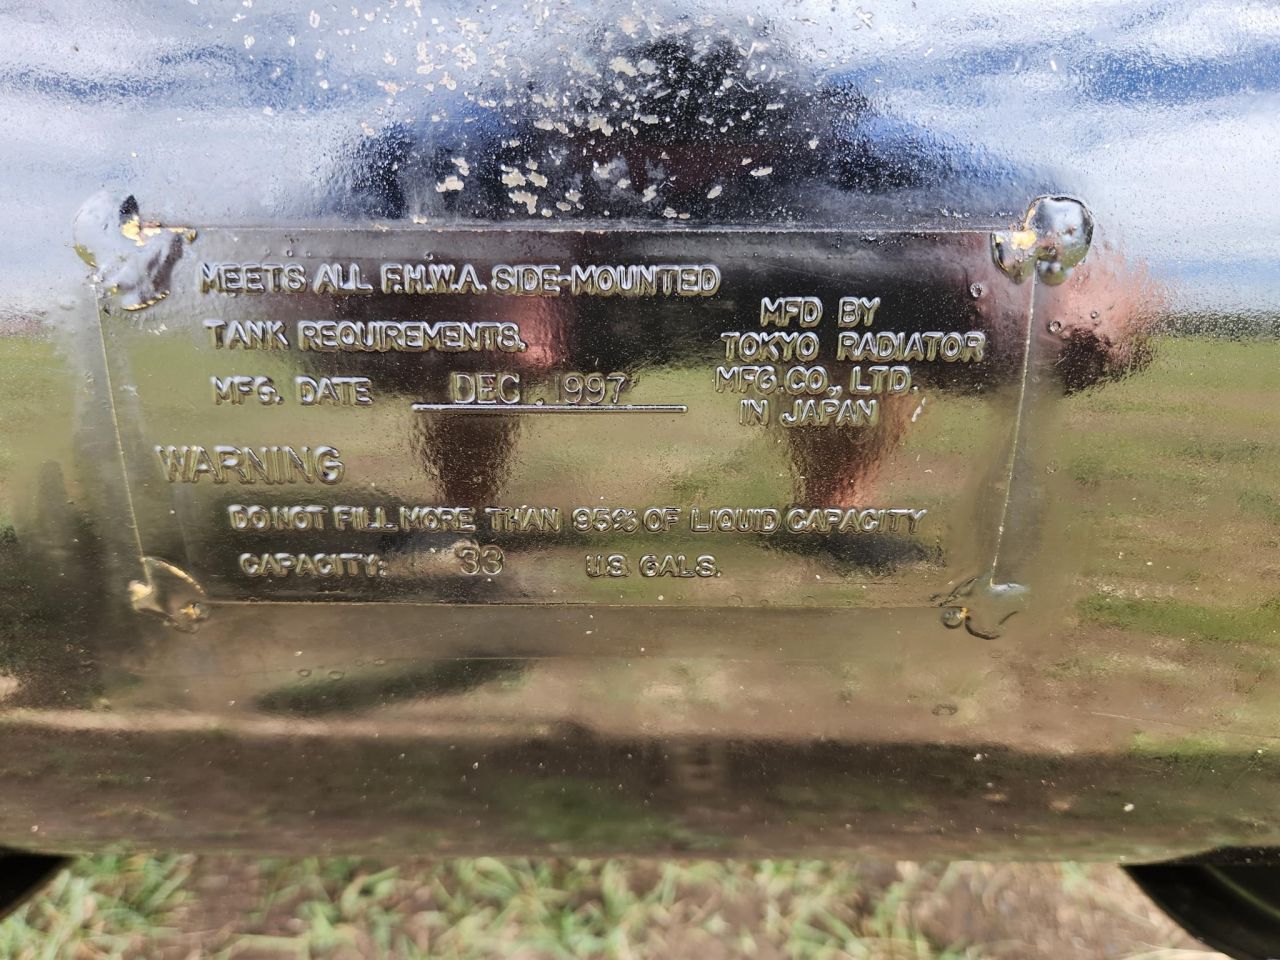 MEETS ALL F.H.W.A. SIDE-MOUNTED
TANK REQUIREMENTS.
MFG. DATE DEC. 1997
MFD BY
TOKYO RADIATOR
MFG.CO., LTD.
IN JAPAN
WARNING
DO NOT FILL MORE THAN 95% OF LIQUID CAPACITY
CAPACITY: 33 U.S. GALS.